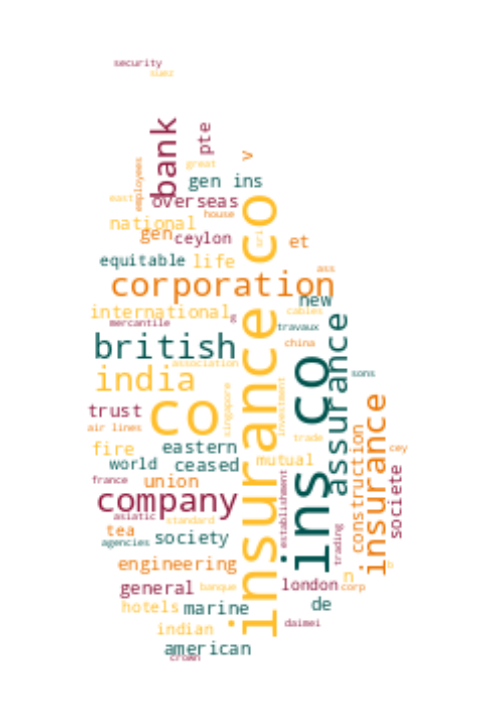 security
suez
bank
pte
v
employees
great
gen ins
east
overseas
house
national
gen
ceylon
sri
et
co
equitable
life
ass
corporation
new
international
cables
mercantile
travaux
british
china
association
india
sons
insurance co
ins co
assurance
trust
co
singapore
investment
air lines
insurance
construction
trade
fire
eastern
cey
world
ceased
mutual
societe
france
union
establishment
company
asiatic
standard
tea
trading
agencies
society
engineering
b
general
banque
london
corp
n
hotels
marine
de
indian
daimei
american
crown